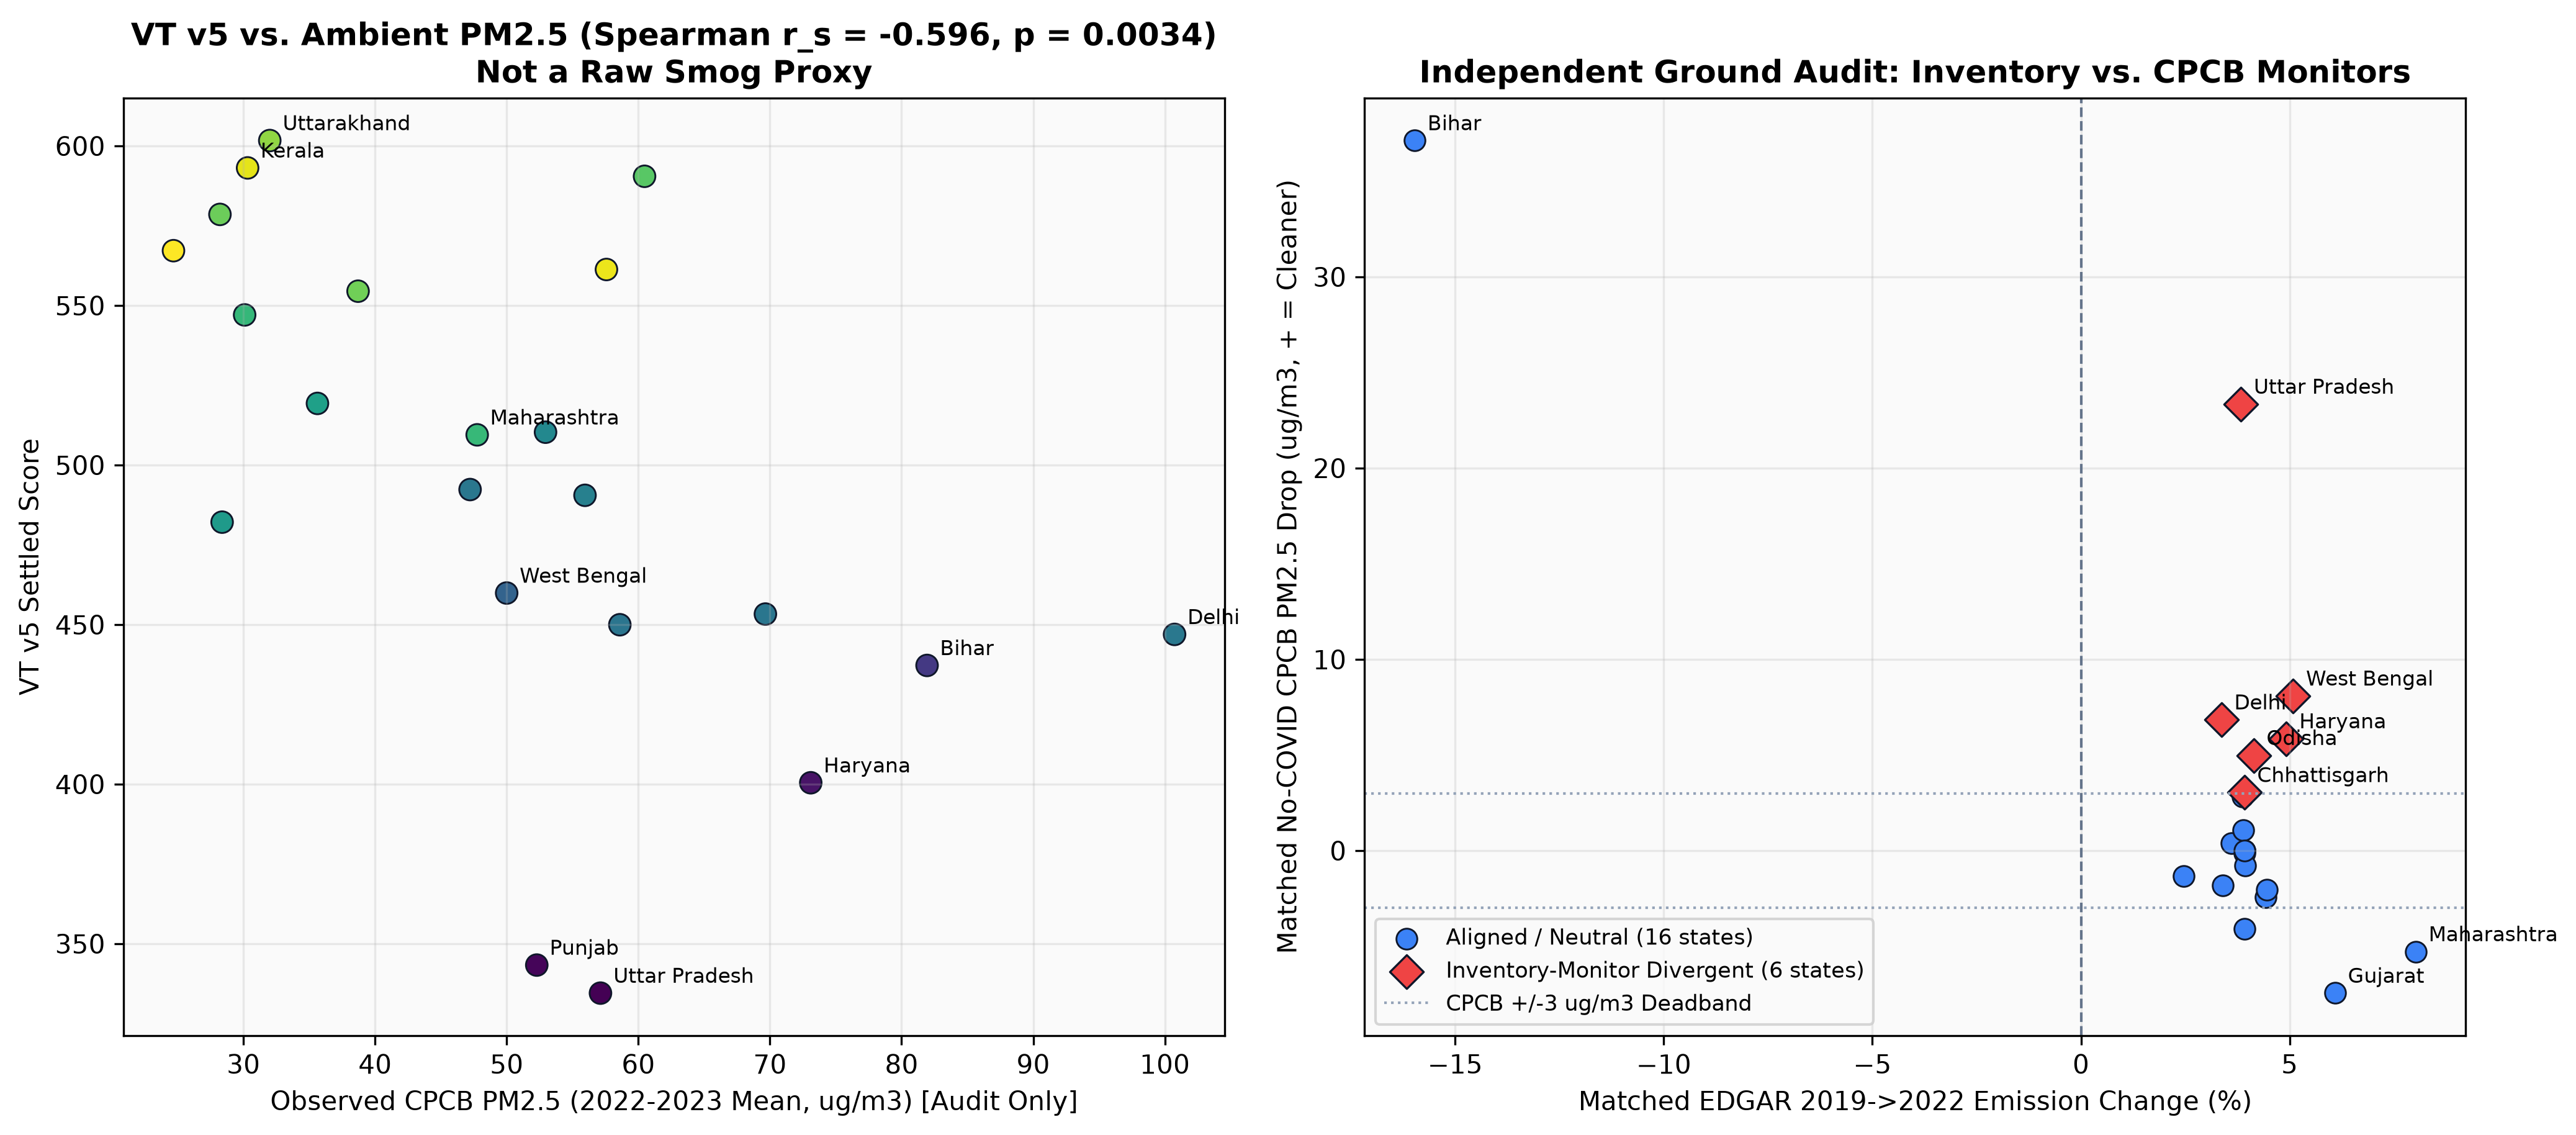 VT v5 vs. Ambient PM2.5 (Spearman r_s = -0.596, p = 0.0034)
Not a Raw Smog Proxy
VT v5 Settled Score
600
550
500
450
400
350
Uttarakhand
Kerala
Maharashtra
West Bengal
Delhi
Bihar
Haryana
Punjab
Uttar Pradesh
30 40 50 60 70 80 90 100
Observed CPCB PM2.5 (2022-2023 Mean, ug/m3) [Audit Only]
Independent Ground Audit: Inventory vs. CPCB Monitors
Matched No-COVID CPCB PM2.5 Drop (ug/m3, + = Cleaner)
30
20
10
0
Bihar
Uttar Pradesh
West Bengal
Delhi
Haryana
Odisha
Chhattisgarh
Maharashtra
Gujarat
Aligned / Neutral (16 states)
Inventory-Monitor Divergent (6 states)
CPCB +/-3 ug/m3 Deadband
−15 −10 −5 0 5
Matched EDGAR 2019->2022 Emission Change (%)